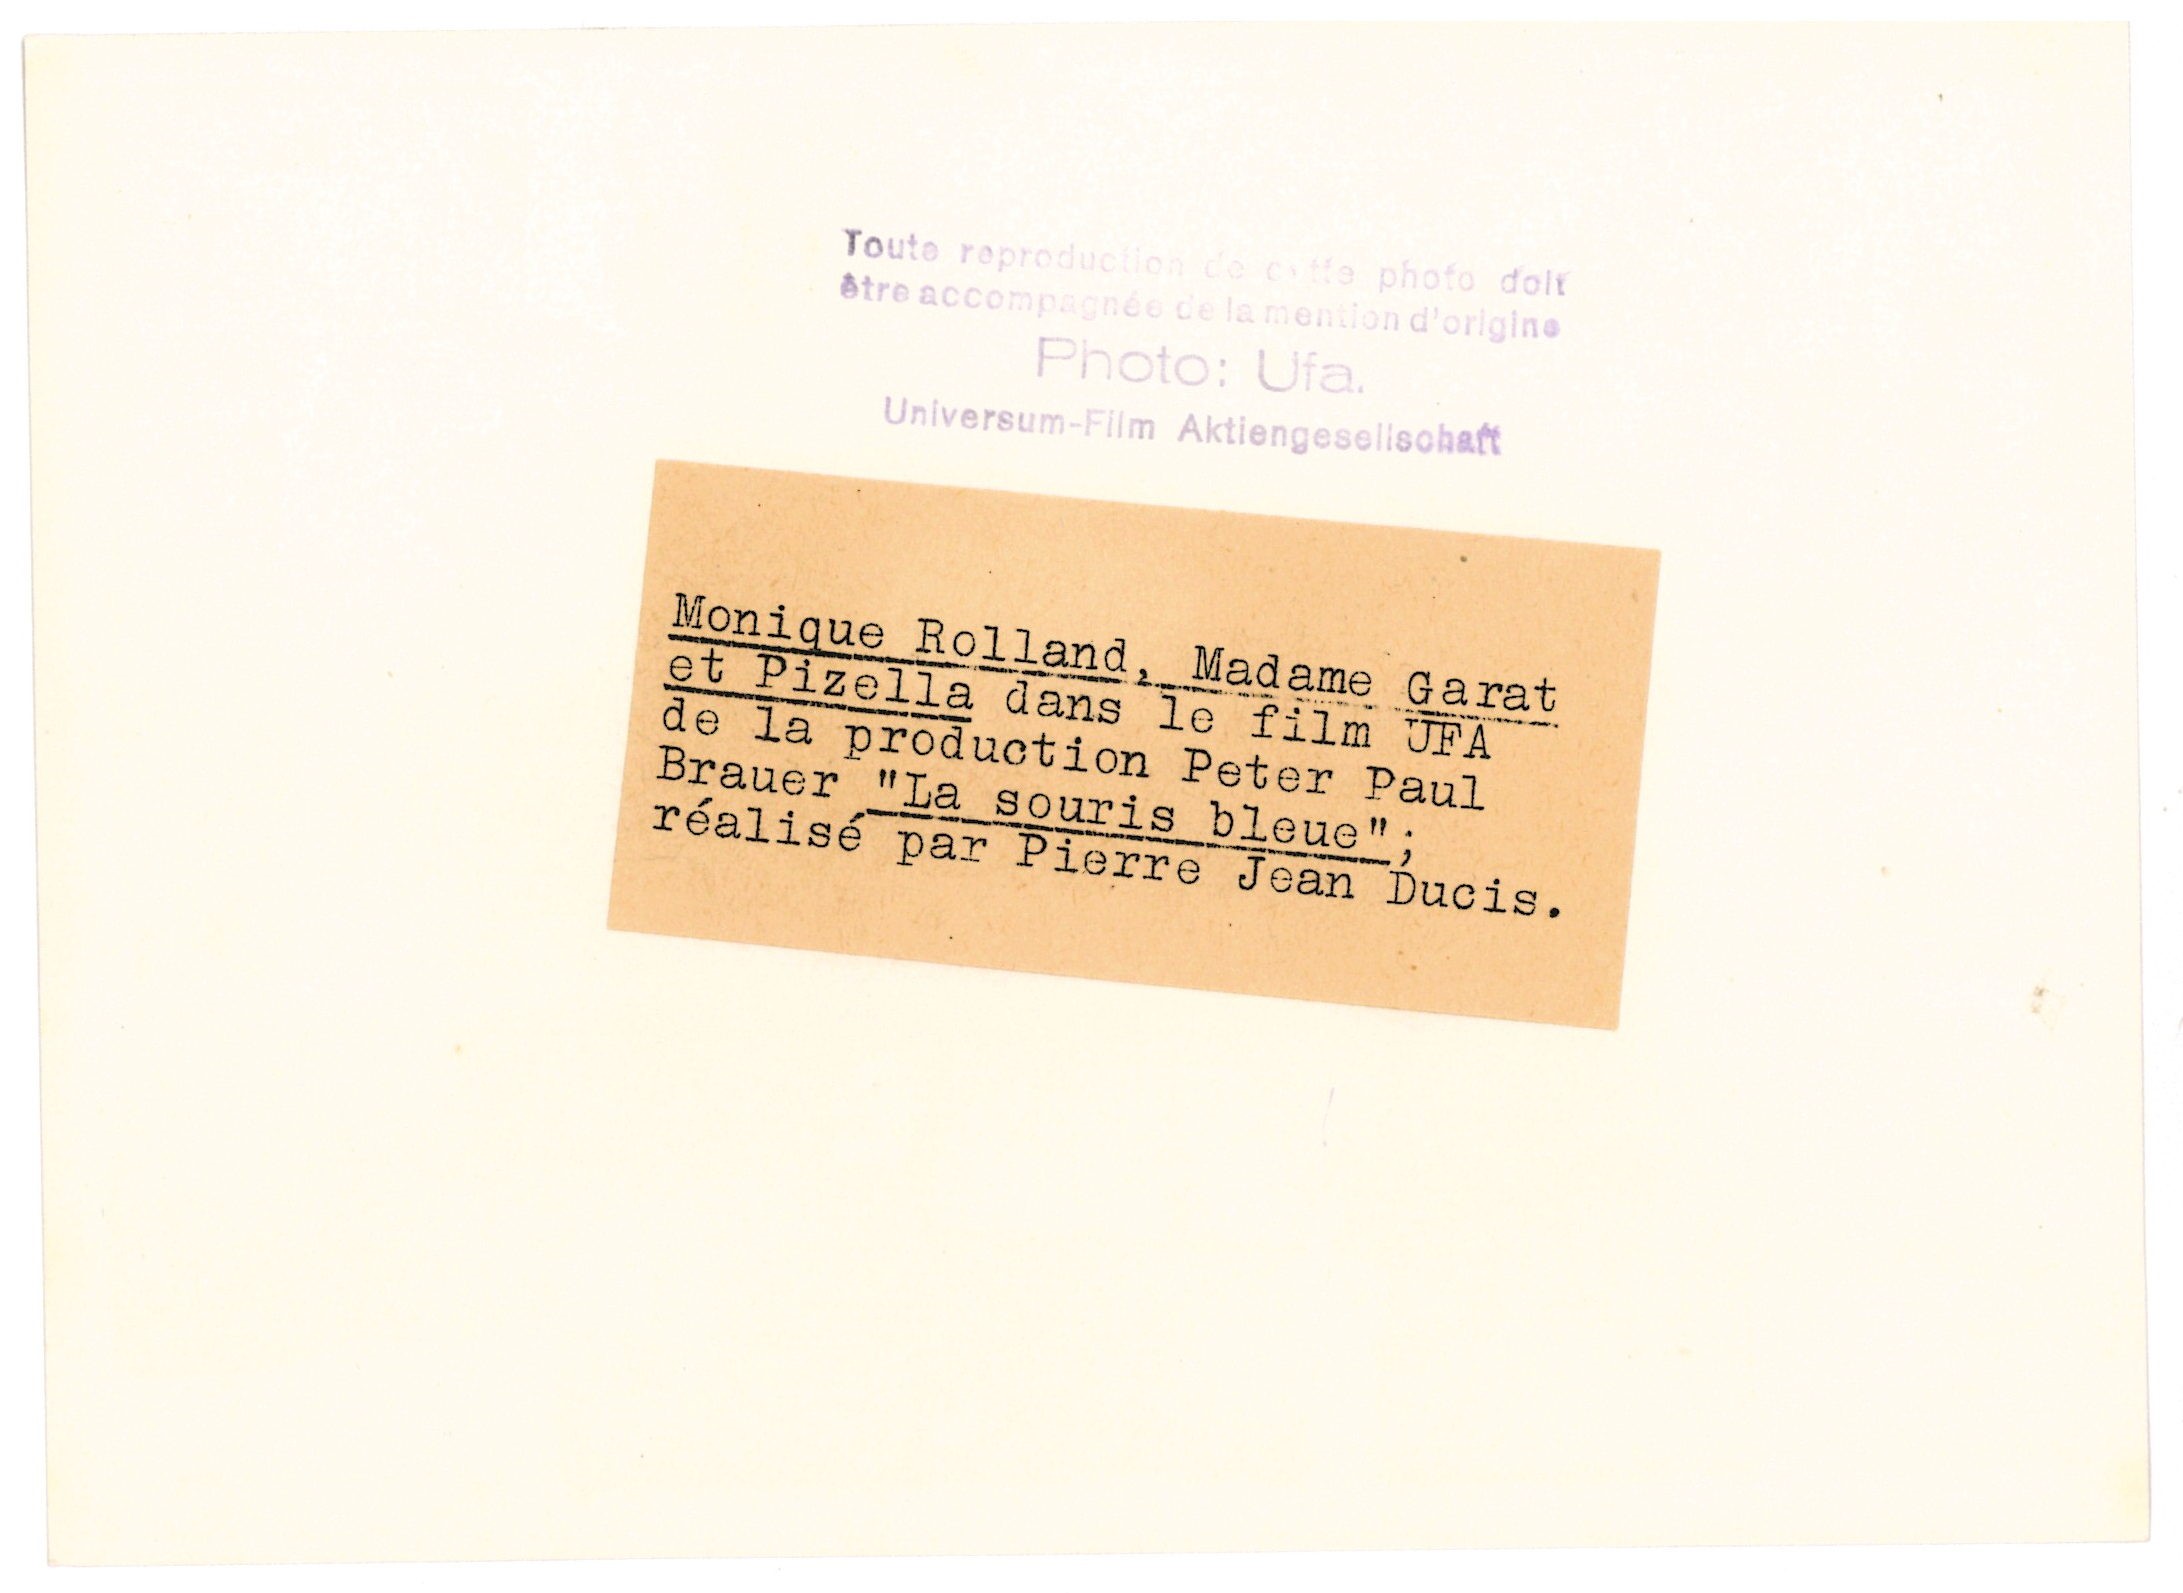 Toute reproduction de cette photo doit
être accompagnée de la mention d'origine
Photo: Ufa.
Universum-Film Aktiengesellschaft
Monique Rolland, Madame Garat
et Pizella dans le film UFA
de la production Peter Paul
Brauer "La souris bleue";
réalisé par Pierre Jean Ducis.